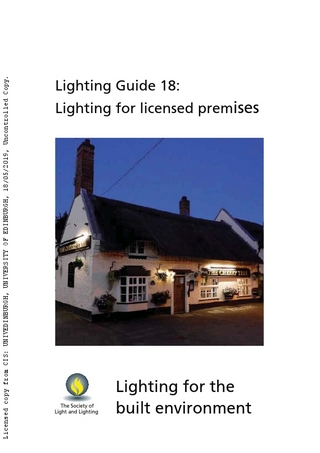 Licensed copy from CIS: UNIVEDINBURGH, UNIVERSITY OF EDINBURGH, 18/05/2019, Uncontrolled Copy.
Lighting Guide 18:
Lighting for licensed premises
The Society of
Light and Lighting
Lighting for the
built environment